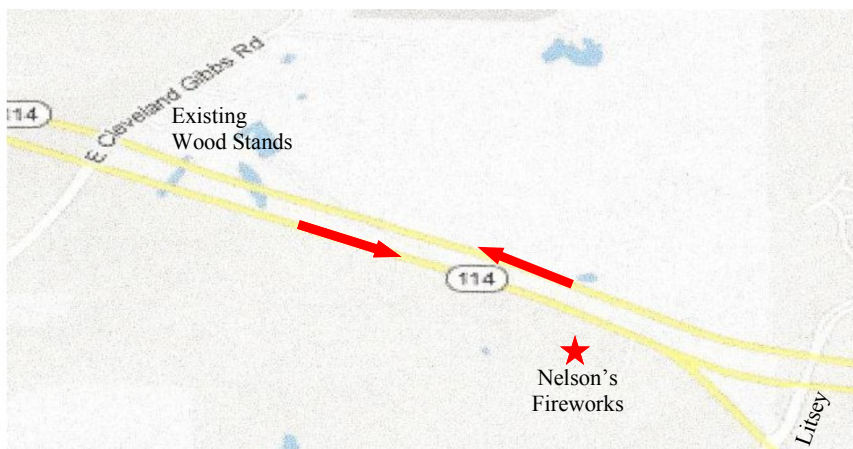 E Cleveland Gibbs Rd
114
Existing
Wood Stands
114
Nelson's
Fireworks
Litsey